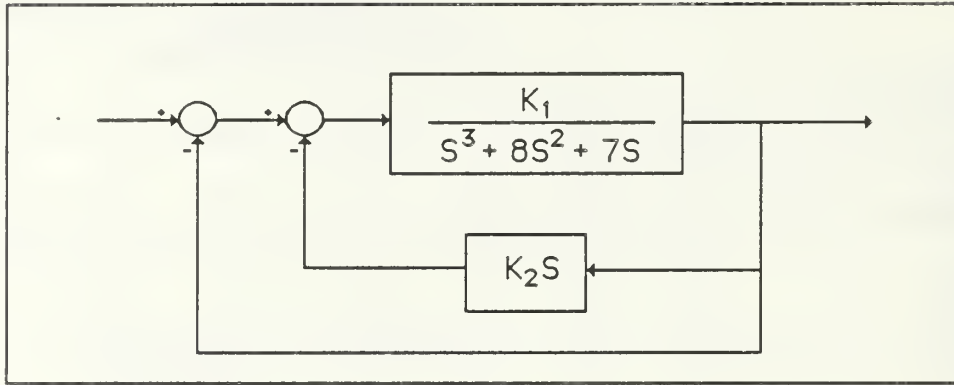 + - + -
K₁
S³ + 8S² + 7S
K₂S